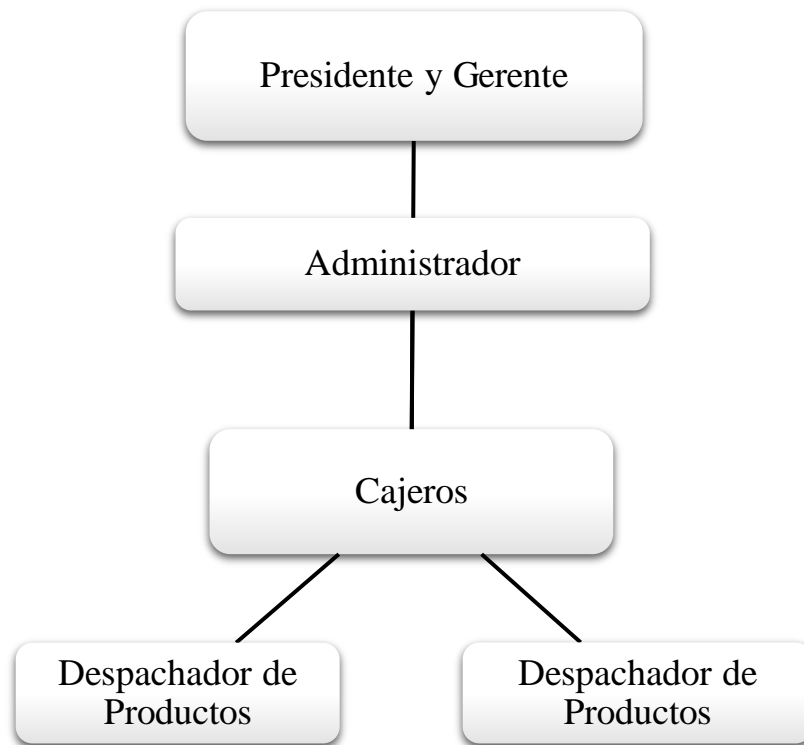 Presidente y Gerente
Administrador
Cajeros
Despachador de
Productos
Despachador de
Productos